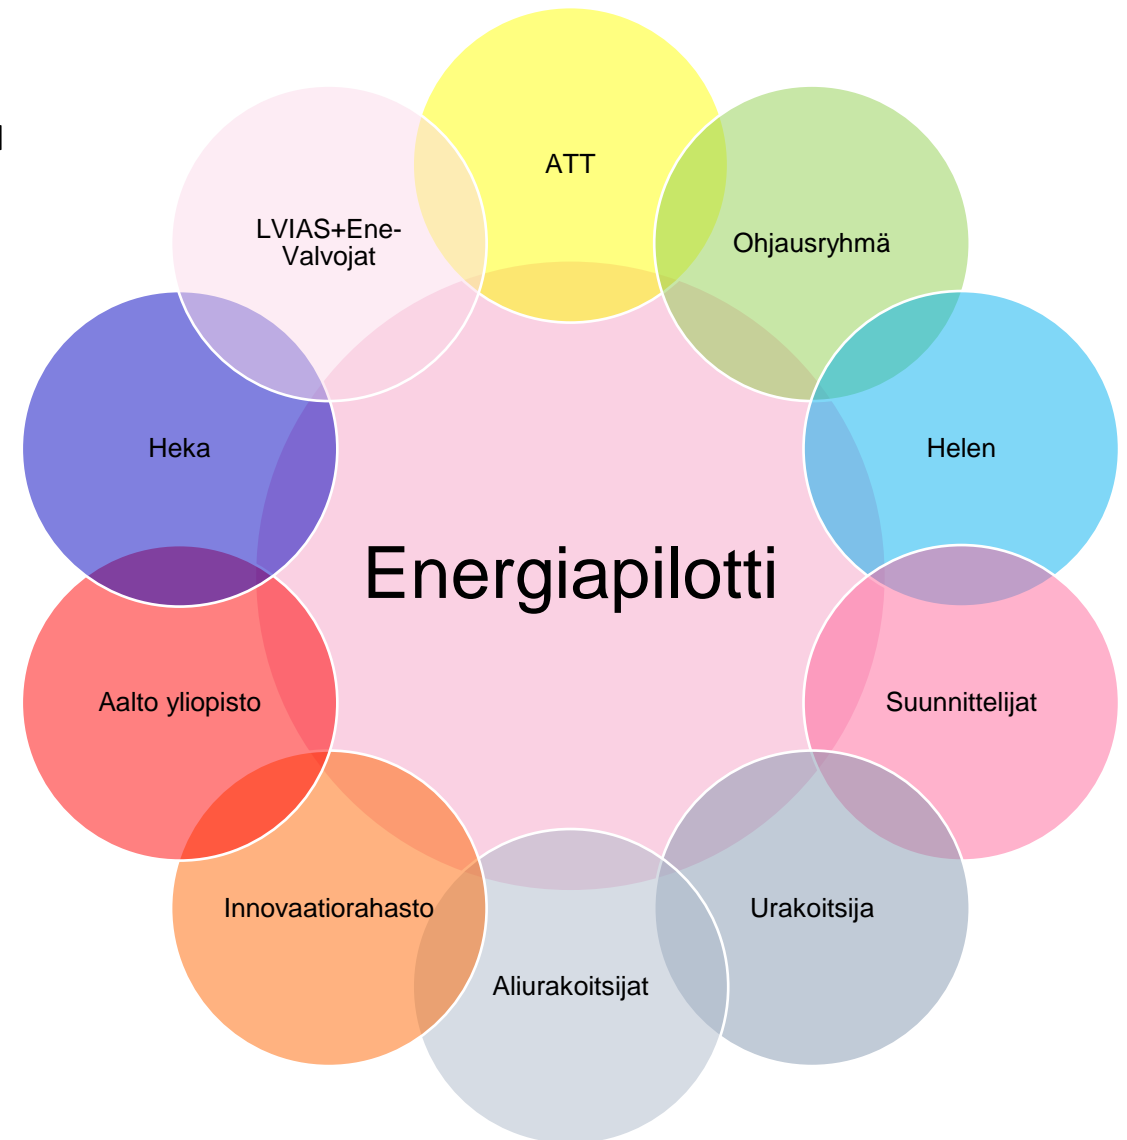 ATT
LVIAS+Ene-
Valvojat
Ohjausryhmä
Heka
Helen
Energiapilotti
Aalto yliopisto
Suunnittelijat
Innovaatiorahasto
Urakoitsija
Aliurakoitsijat